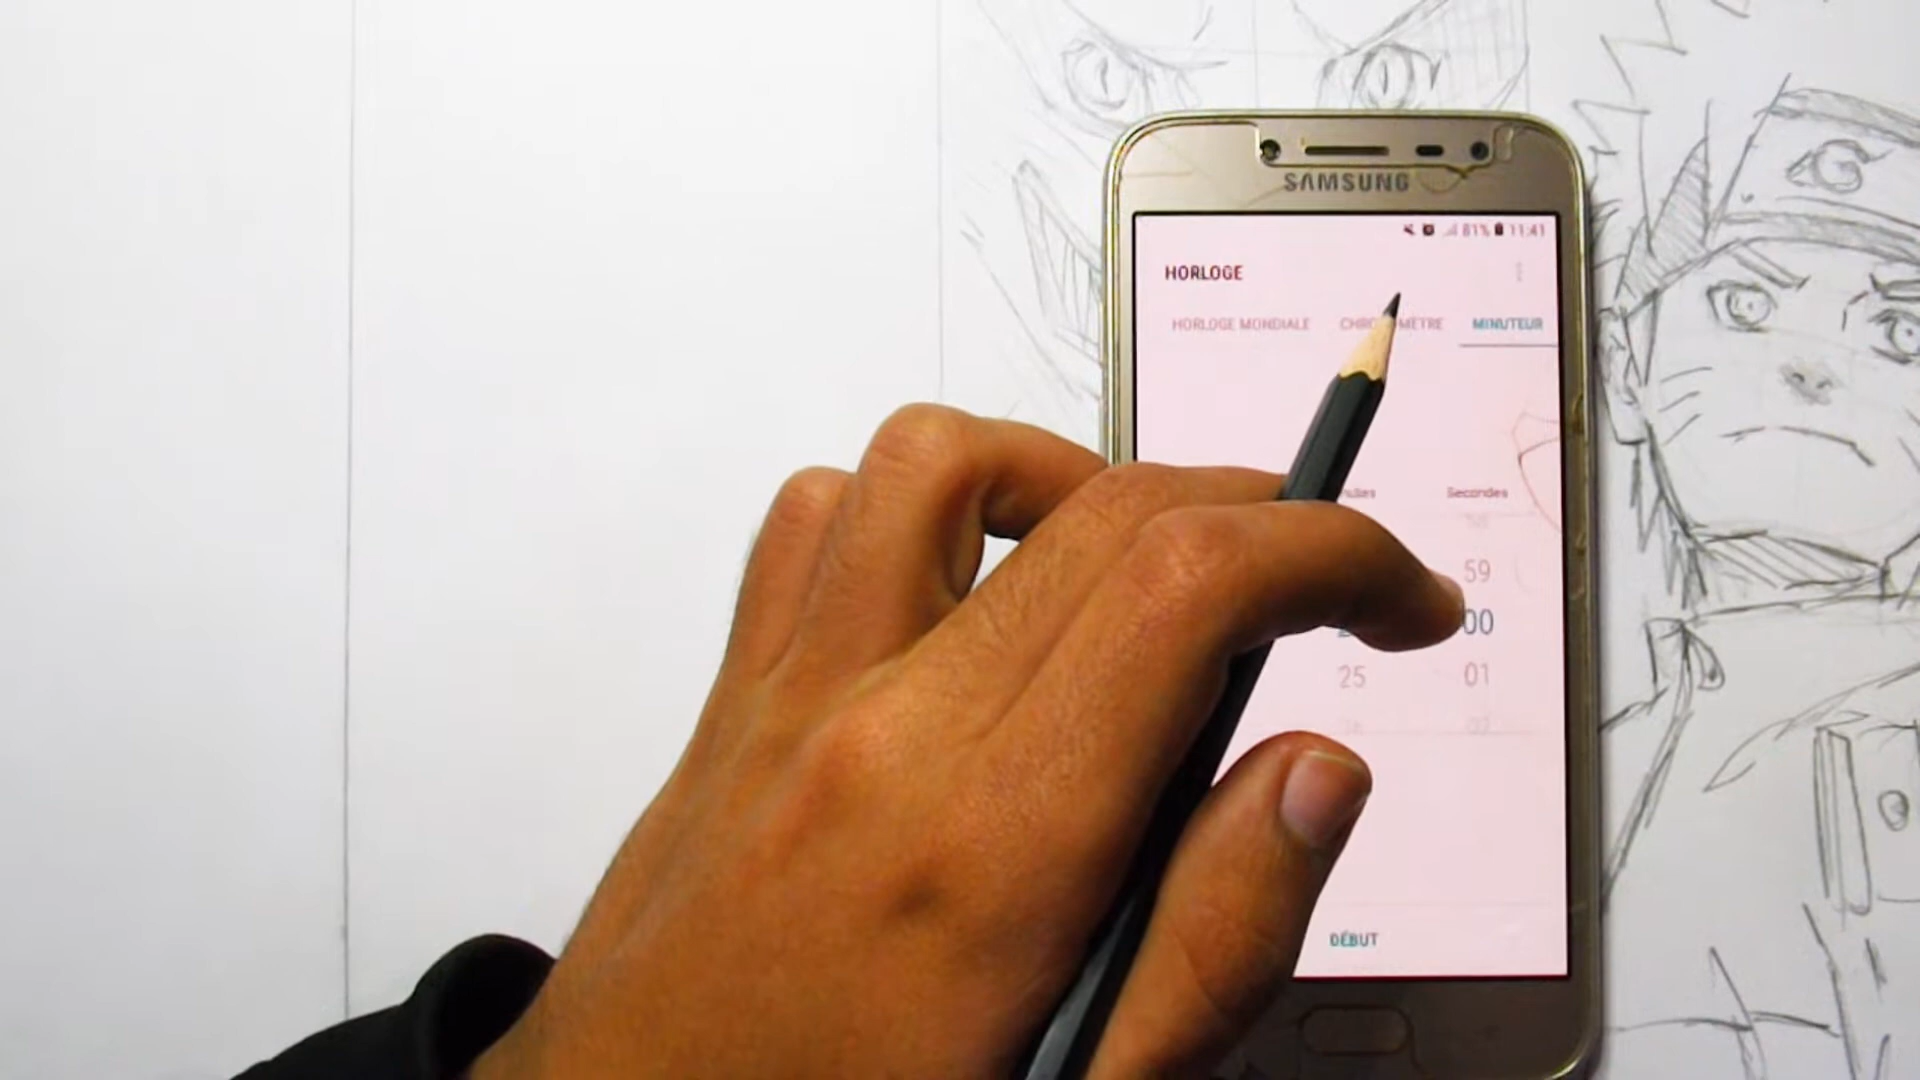 SAMSUNG
81% 11:41
HORLOGE
HORLOGE MONDIALE MINUTEUR
Secondes
59
00
25 01
DÉBUT